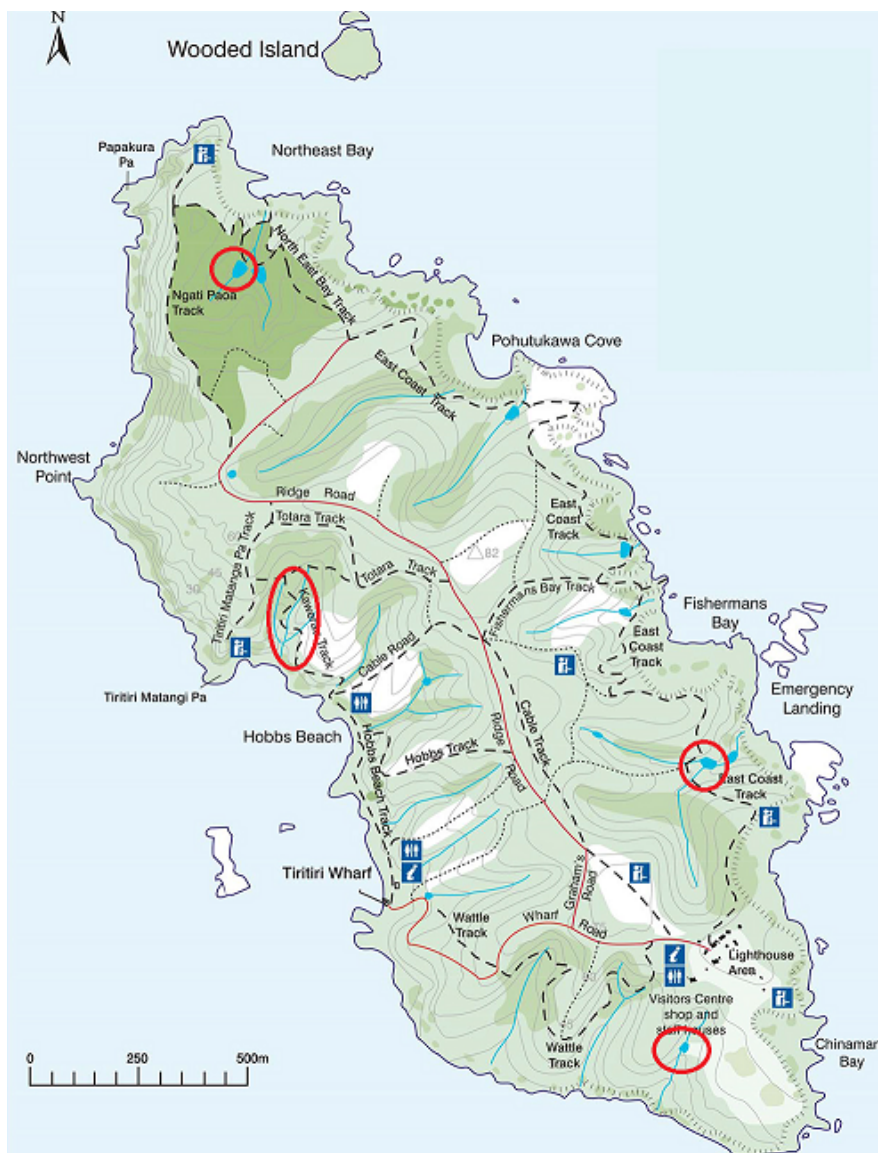 N
Wooded Island
Papakura
Pa
Northeast Bay
North East Bay Track
Ngati Paoa
Track
Pohutukawa Cove
East Coast
Track
Northwest
Point
Ridge Road
Totara Track
East
Coast
Track
82
60
45
30
Tiritiri Matanga Pa Track
Totara Track
Kawerau Track
Fishermans Bay Track
Fishermans
Bay
East
Coast
Track
Cable Road
Tiritiri Matangi Pa
Emergency
Landing
Hobbs Beach
Hobbs Beach Track
Hobbs Track
Ridge Road
Cable Track
East Coast
Track
Tiritiri Wharf
Graham's
Road
Wattle
Track
Wharf Road
Lighthouse
Area
Visitors Centre
shop and
staff houses
Wattle
Track
Chinaman
Bay
0 250 500m